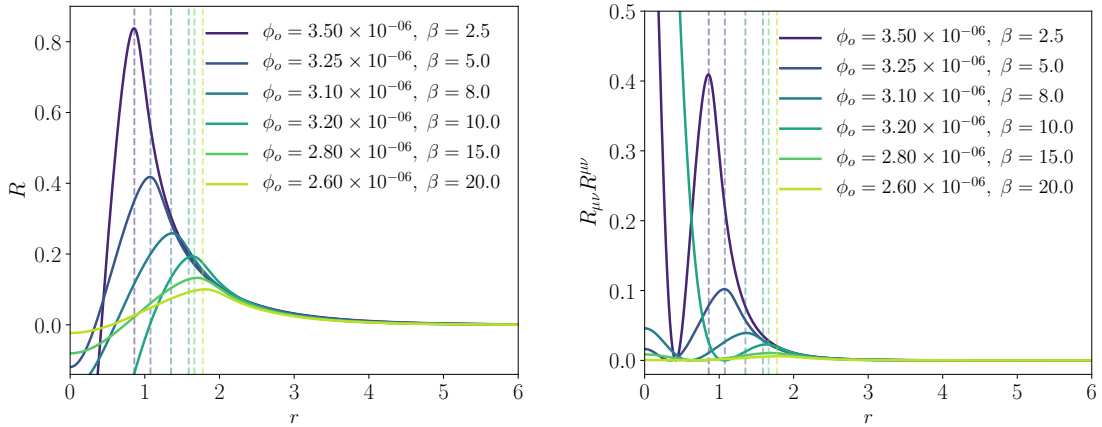 R
0.8
0.6
0.4
0.2
0.0
0 1 2 3 4 5 6
r
ϕₒ = 3.50 × 10⁻⁰⁶, β = 2.5
ϕₒ = 3.25 × 10⁻⁰⁶, β = 5.0
ϕₒ = 3.10 × 10⁻⁰⁶, β = 8.0
ϕₒ = 3.20 × 10⁻⁰⁶, β = 10.0
ϕₒ = 2.80 × 10⁻⁰⁶, β = 15.0
ϕₒ = 2.60 × 10⁻⁰⁶, β = 20.0
R_{μν}R^{μν}
0.5
0.4
0.3
0.2
0.1
0.0
0 1 2 3 4 5 6
r
ϕₒ = 3.50 × 10⁻⁰⁶, β = 2.5
ϕₒ = 3.25 × 10⁻⁰⁶, β = 5.0
ϕₒ = 3.10 × 10⁻⁰⁶, β = 8.0
ϕₒ = 3.20 × 10⁻⁰⁶, β = 10.0
ϕₒ = 2.80 × 10⁻⁰⁶, β = 15.0
ϕₒ = 2.60 × 10⁻⁰⁶, β = 20.0